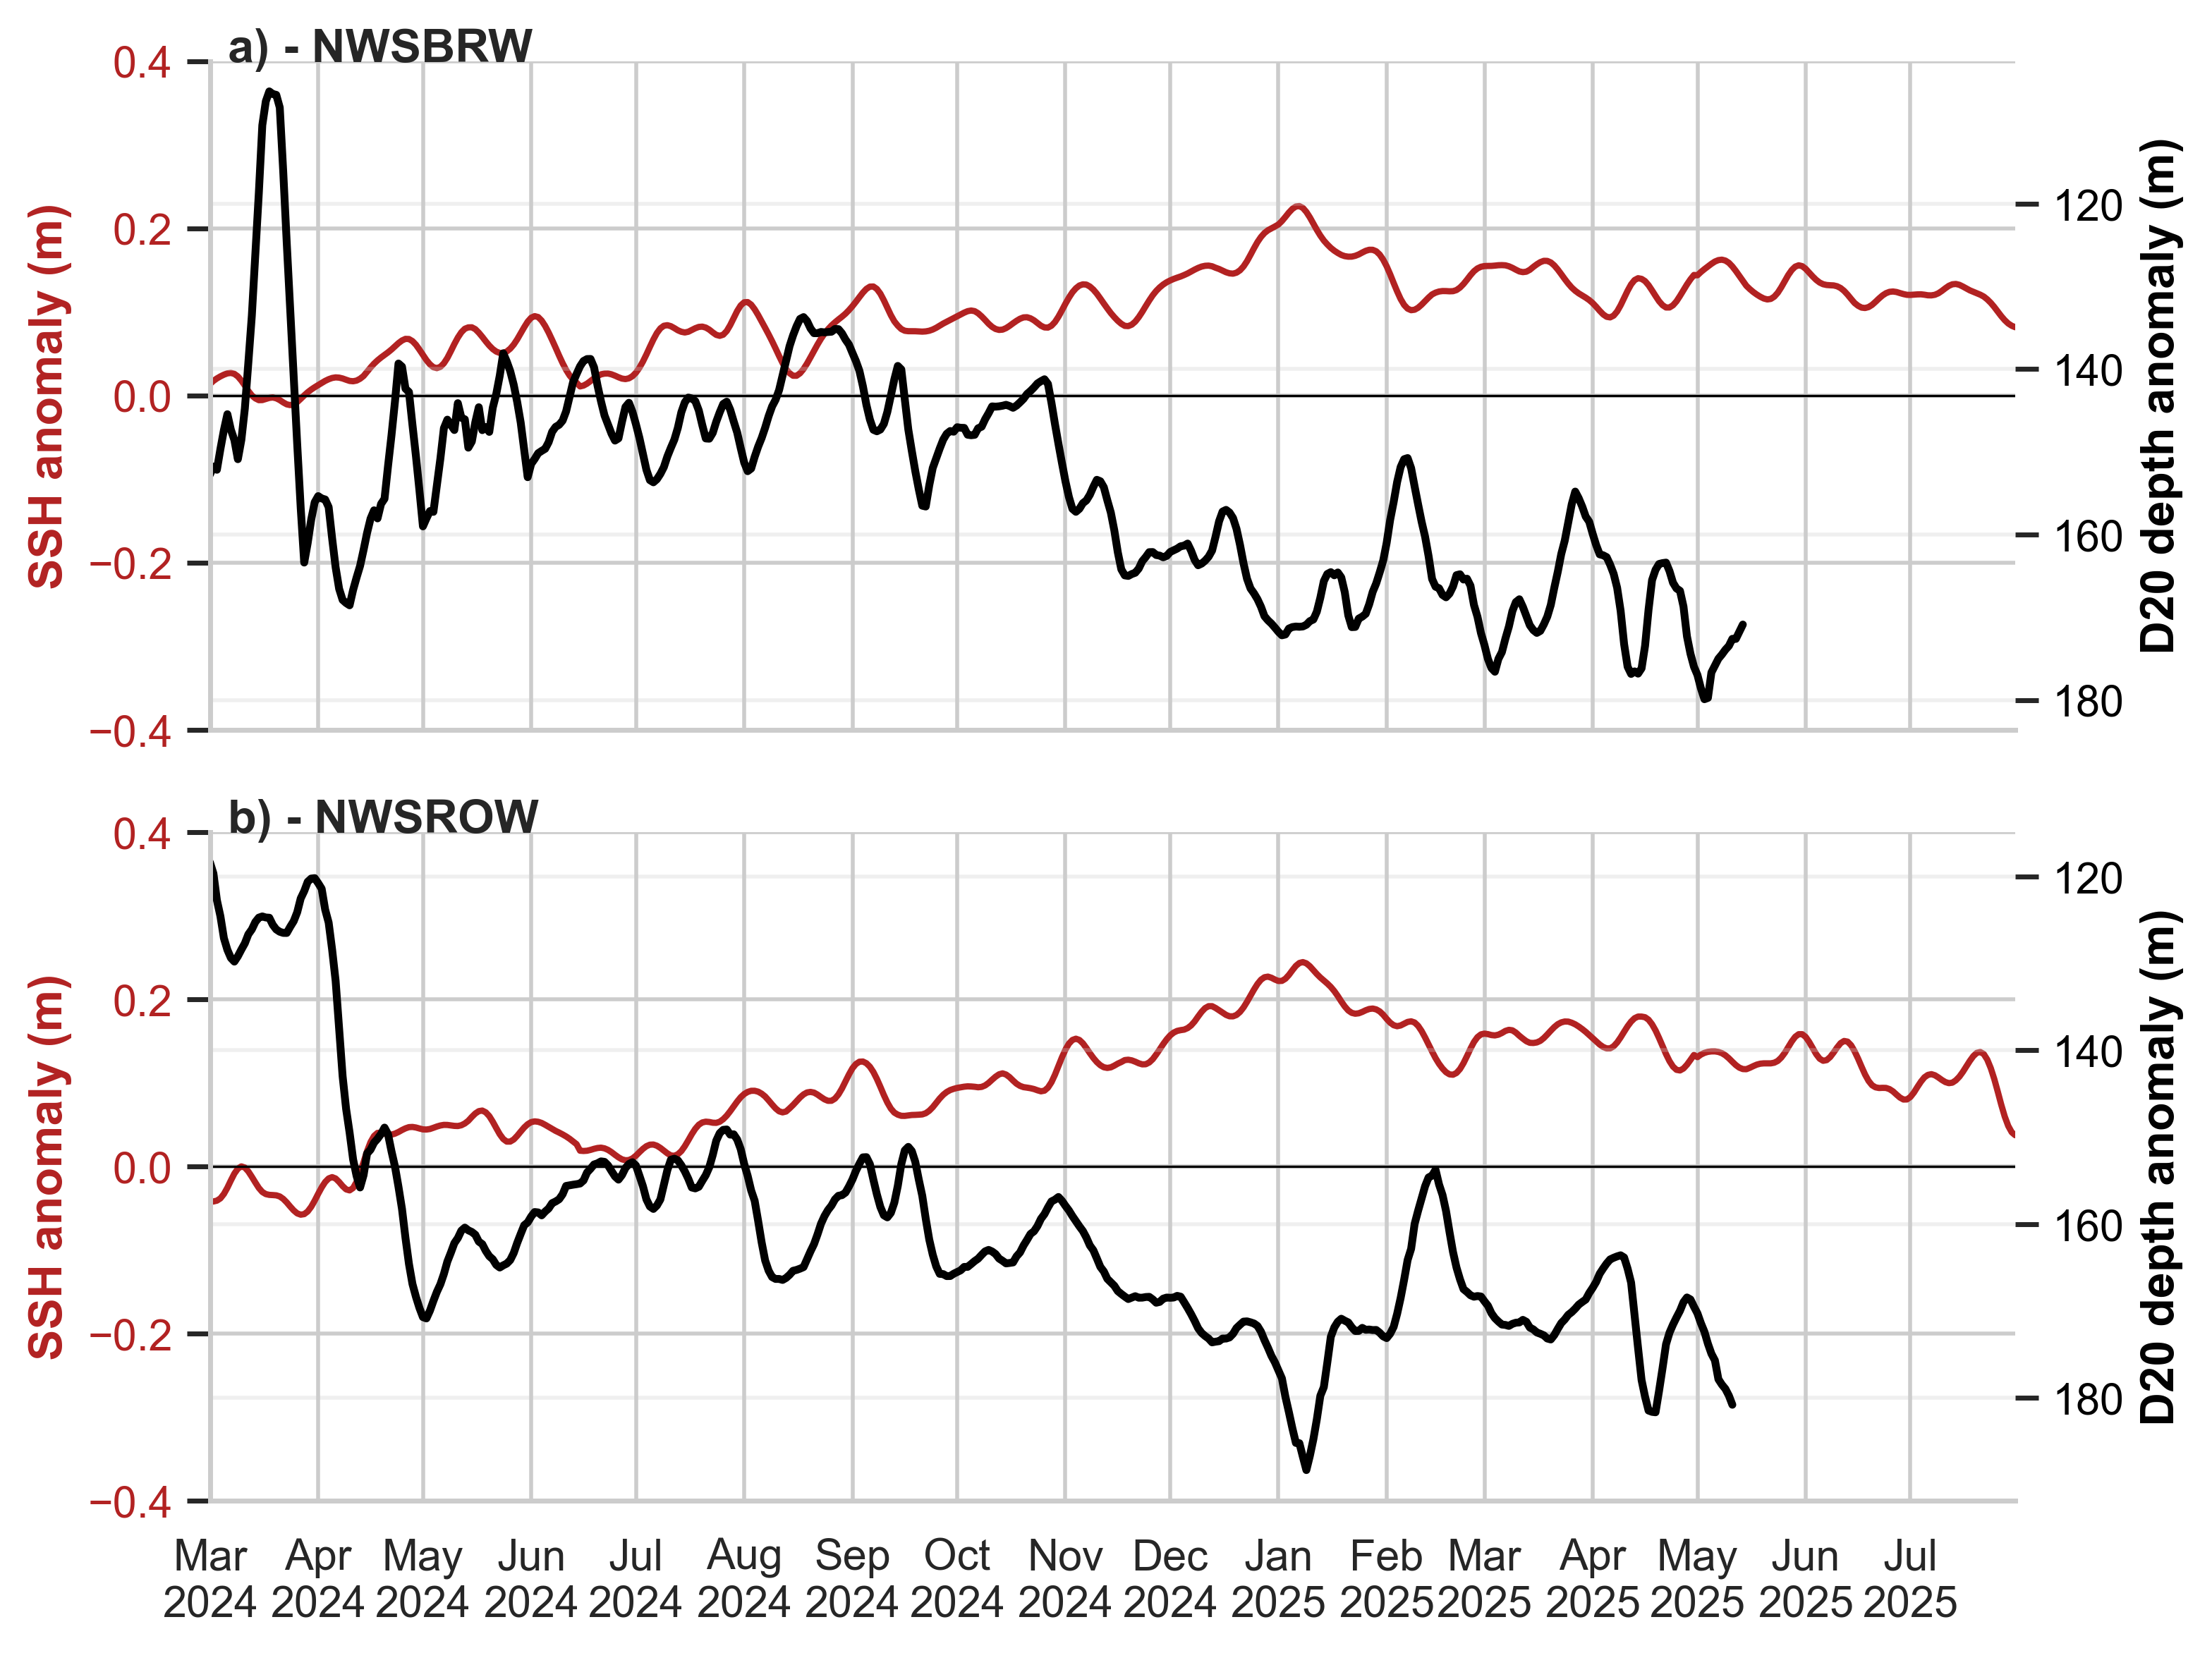 a) - NWSBRW
0.4
0.2
0.0
−0.2
−0.4
SSH anomaly (m)
120
140
160
180
D20 depth anomaly (m)
b) - NWSROW
0.4
0.2
0.0
−0.2
−0.4
SSH anomaly (m)
120
140
160
180
D20 depth anomaly (m)
Mar Apr May Jun Jul Aug Sep Oct Nov Dec Jan Feb Mar Apr May Jun Jul
2024 2024 2024 2024 2024 2024 2024 2024 2024 2024 2025 2025 2025 2025 2025 2025 2025